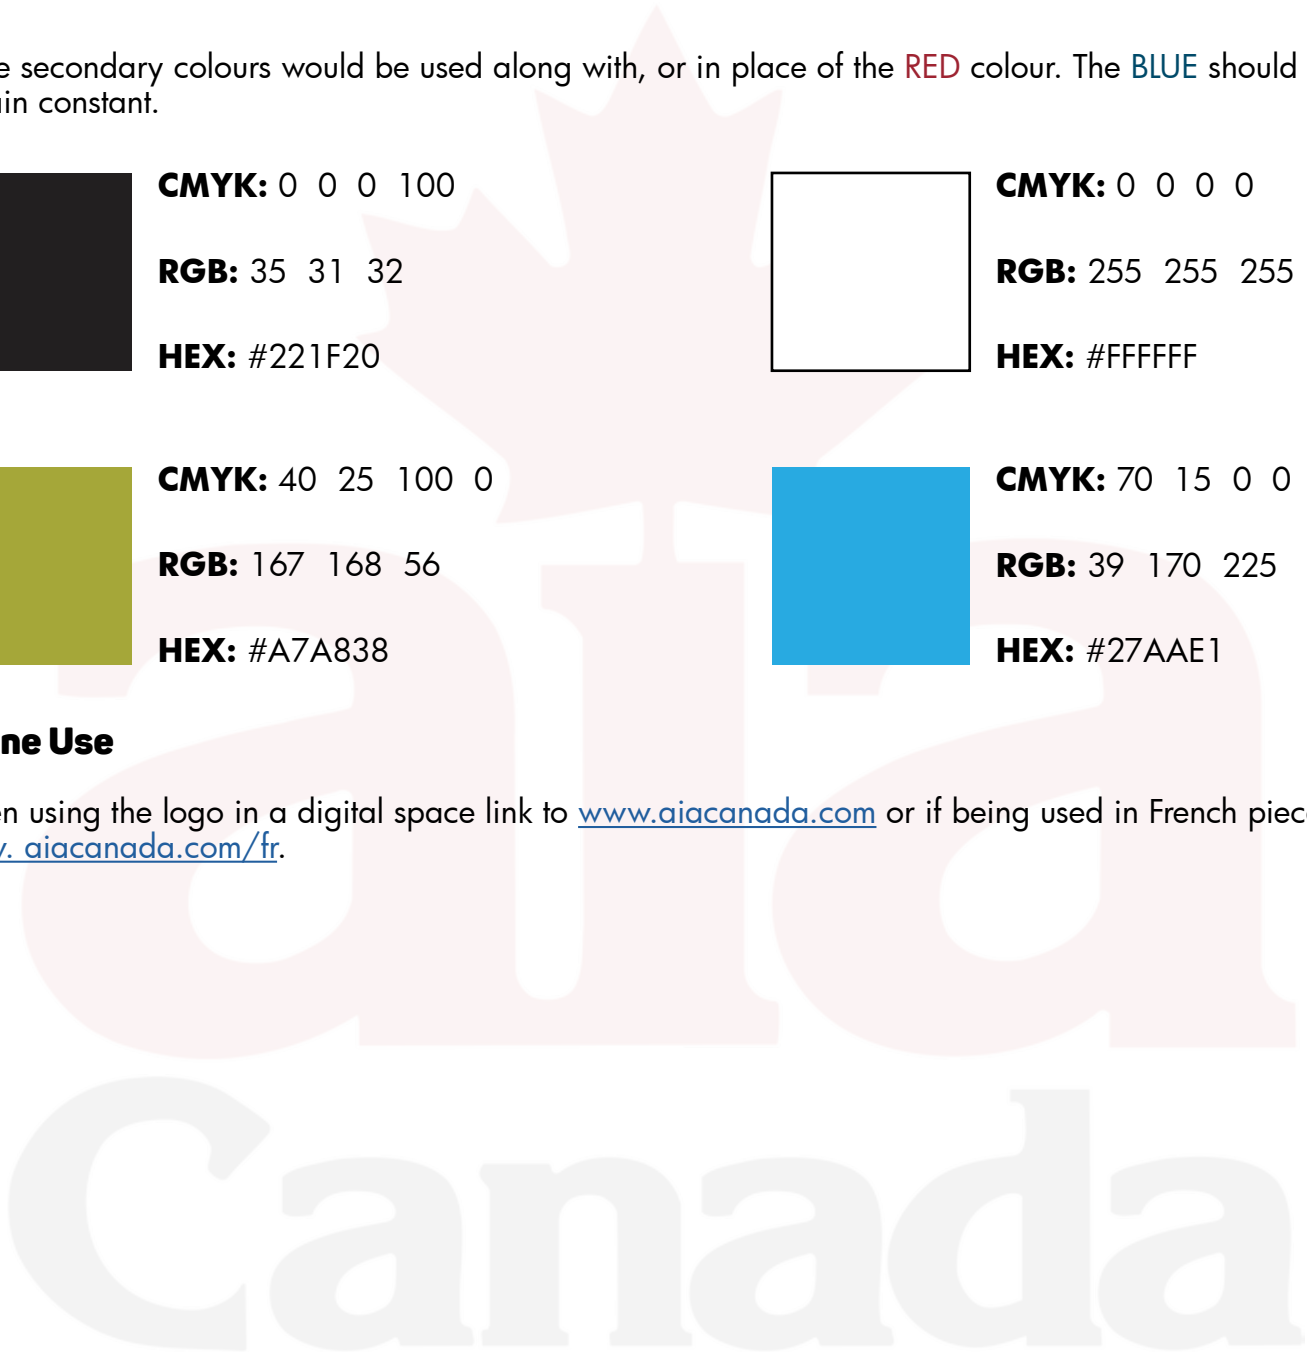 e secondary colours would be used along with, or in place of the RED colour. The BLUE should
in constant.
CMYK: 0 0 0 100
RGB: 35 31 32
HEX: #221F20
CMYK: 0 0 0 0
RGB: 255 255 255
HEX: #FFFFFF
CMYK: 40 25 100 0
RGB: 167 168 56
HEX: #A7A838
CMYK: 70 15 0 0
RGB: 39 170 225
HEX: #27AAE1
ne Use
en using the logo in a digital space link to www.aiacanada.com or if being used in French piec
. aiacanada.com/fr.
aia
Canada